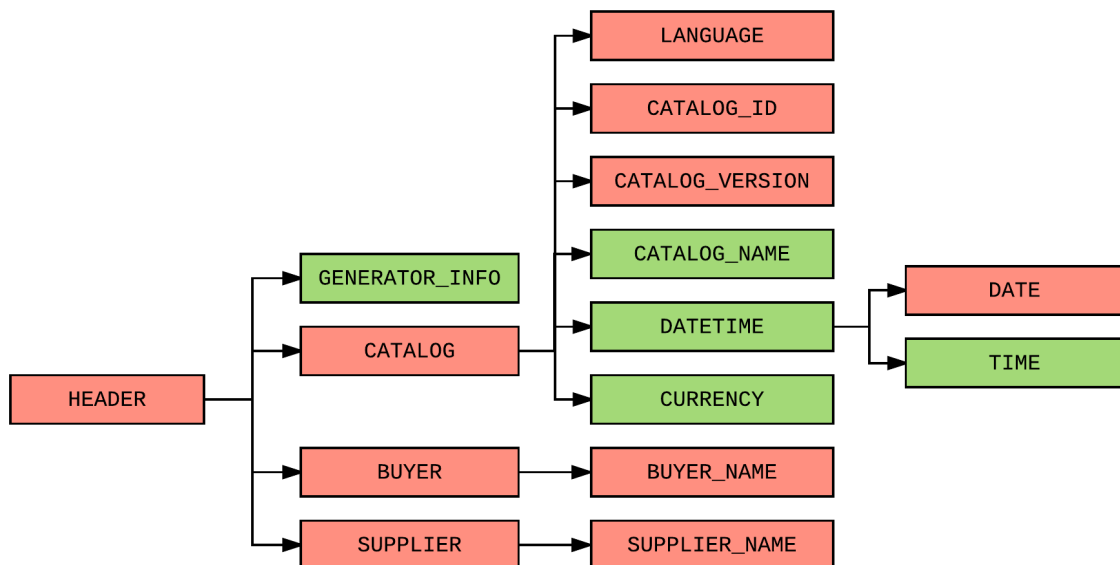 LANGUAGE
CATALOG_ID
CATALOG_VERSION
CATALOG_NAME
GENERATOR_INFO
DATE
DATETIME
CATALOG
TIME
HEADER
CURRENCY
BUYER
BUYER_NAME
SUPPLIER
SUPPLIER_NAME